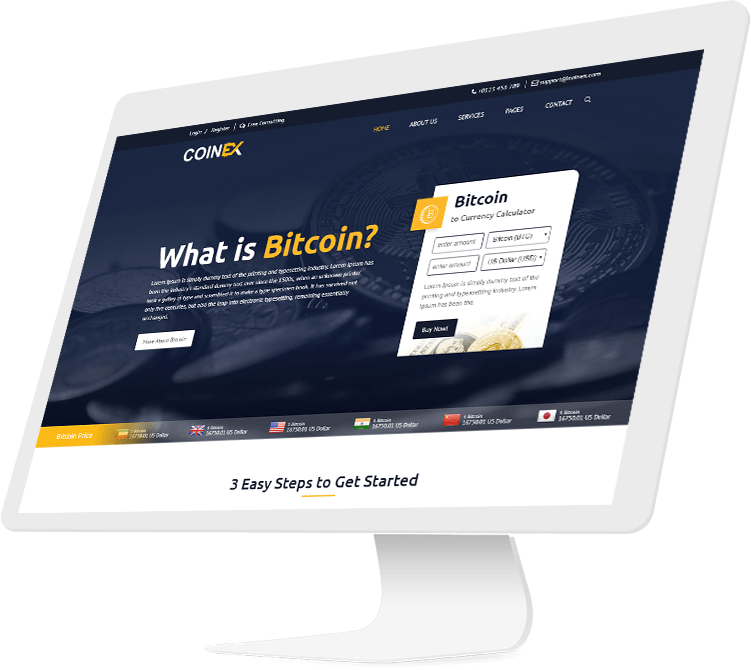 +0123 456 789 | support@coinex.com
Login / Register | Free Consulting
COINEX
HOME ABOUT US SERVICES PAGES CONTACT
What is Bitcoin?
Lorem Ipsum is simply dummy text of the printing and typesetting industry. Lorem Ipsum has
been the industry's standard dummy text ever since the 1500s, when an unknown printer
took a galley of type and scrambled it to make a type specimen book. It has survived not
only five centuries, but also the leap into electronic typesetting, remaining essentially
unchanged.
More About Bitcoin
Bitcoin
to Currency Calculator
enter amount Bitcoin (BTC)
enter amount US Dollar (USD)
Lorem Ipsum is simply dummy text of the
printing and typesetting industry. Lorem
Ipsum has been the.
Buy Now!
Bitcoin Price
1 Bitcoin
16750.01 US Dollar
1 Bitcoin
16750.01 US Dollar
1 Bitcoin
16750.01 US Dollar
1 Bitcoin
16750.01 US Dollar
1 Bitcoin
16750.01 US Dollar
1 Bitcoin
16750.01 US Dollar
3 Easy Steps to Get Started